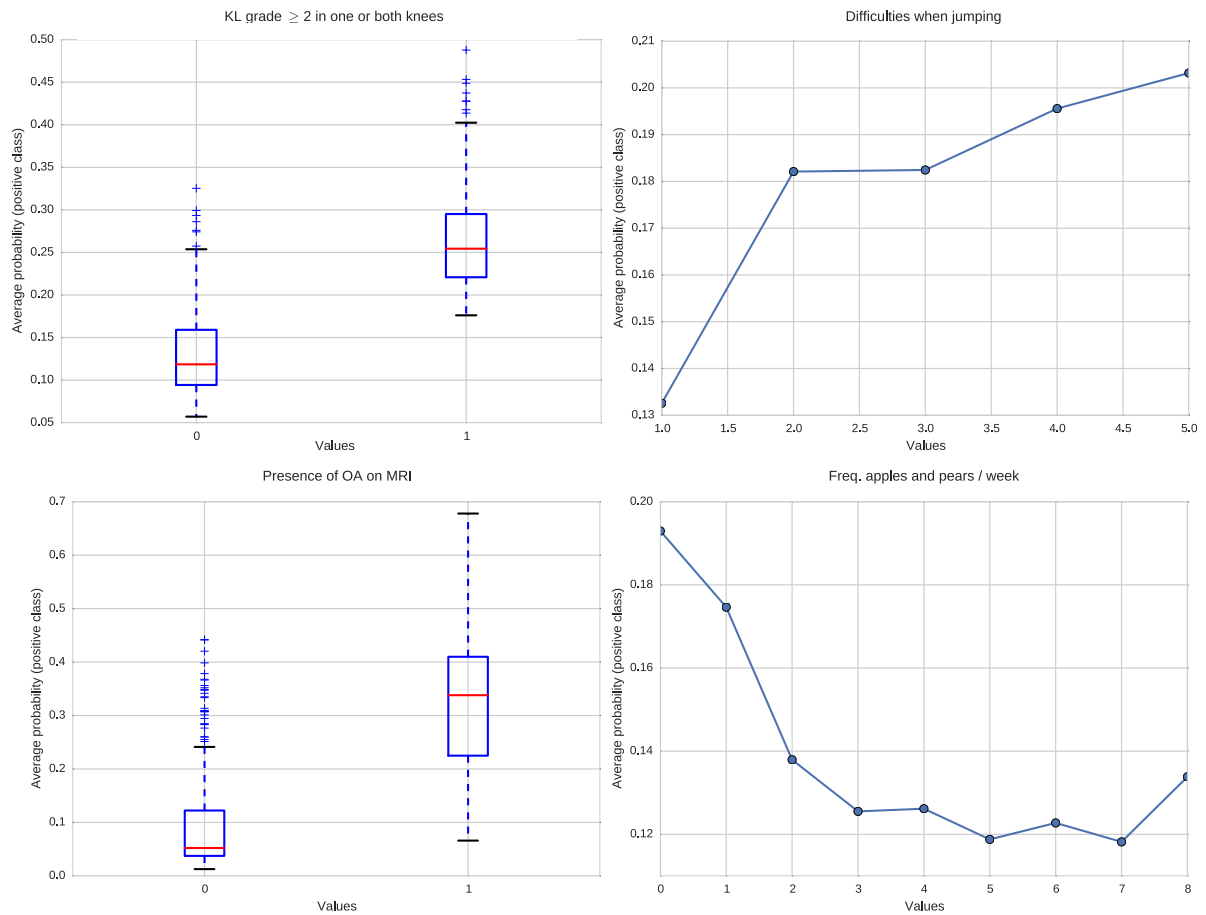 KL grade ≥ 2 in one or both knees
0.50
0.45
0.40
0.35
0.30
0.25
0.20
0.15
0.10
0.05
Average probability (positive class)
0 1
Values
Difficulties when jumping
0.21
0.20
0.19
0.18
0.17
0.16
0.15
0.14
0.13
Average probability (positive class)
1.0 1.5 2.0 2.5 3.0 3.5 4.0 4.5 5.0
Values
Presence of OA on MRI
0.7
0.6
0.5
0.4
0.3
0.2
0.1
0.0
Average probability (positive class)
0 1
Values
Freq. apples and pears / week
0.20
0.18
0.16
0.14
0.12
Average probability (positive class)
0 1 2 3 4 5 6 7 8
Values